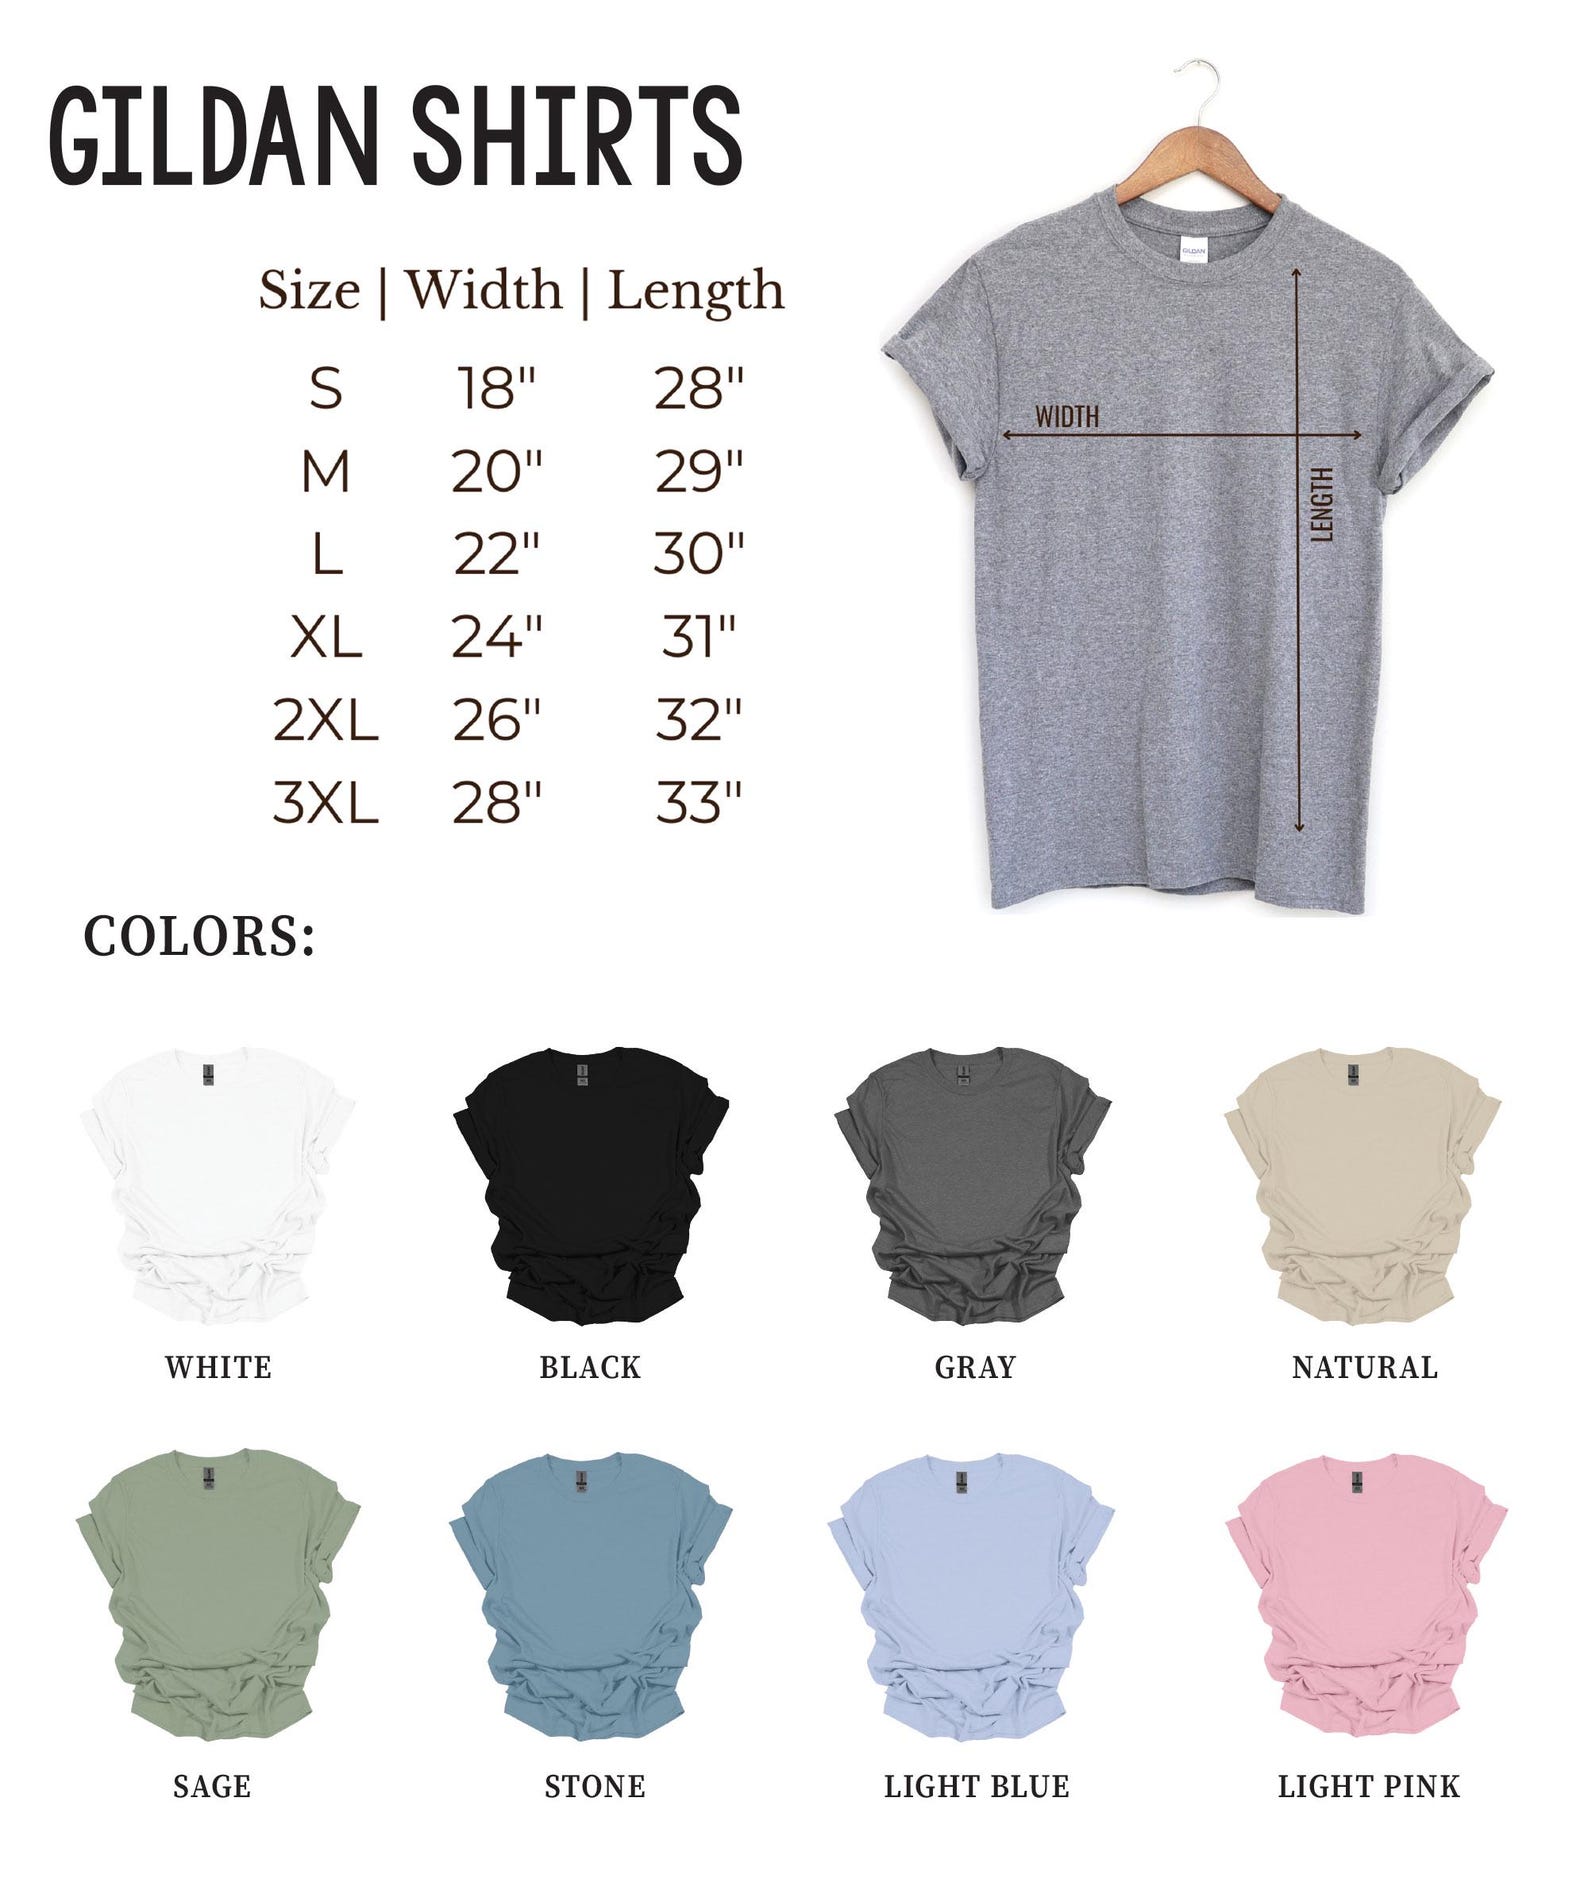 GILDAN SHIRTS
Size | Width | Length
S 18" 28"
M 20" 29"
L 22" 30"
XL 24" 31"
2XL 26" 32"
3XL 28" 33"
GILDAN
WIDTH
LENGTH
COLORS:
WHITE
BLACK
GRAY
NATURAL
SAGE
STONE
LIGHT BLUE
LIGHT PINK